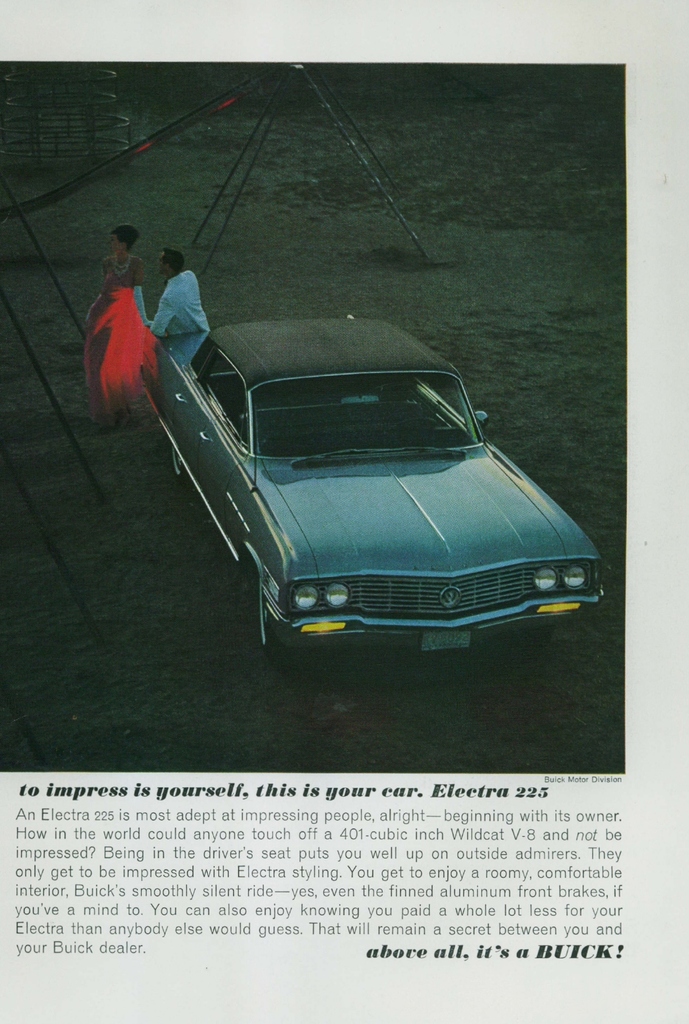 Buick Motor Division
to impress is yourself, this is your car. Electra 225
An Electra 225 is most adept at impressing people, alright—beginning with its owner.
How in the world could anyone touch off a 401-cubic inch Wildcat V-8 and not be
impressed? Being in the driver's seat puts you well up on outside admirers. They
only get to be impressed with Electra styling. You get to enjoy a roomy, comfortable
interior, Buick's smoothly silent ride—yes, even the finned aluminum front brakes, if
you've a mind to. You can also enjoy knowing you paid a whole lot less for your
Electra than anybody else would guess. That will remain a secret between you and
your Buick dealer.
above all, it's a BUICK!